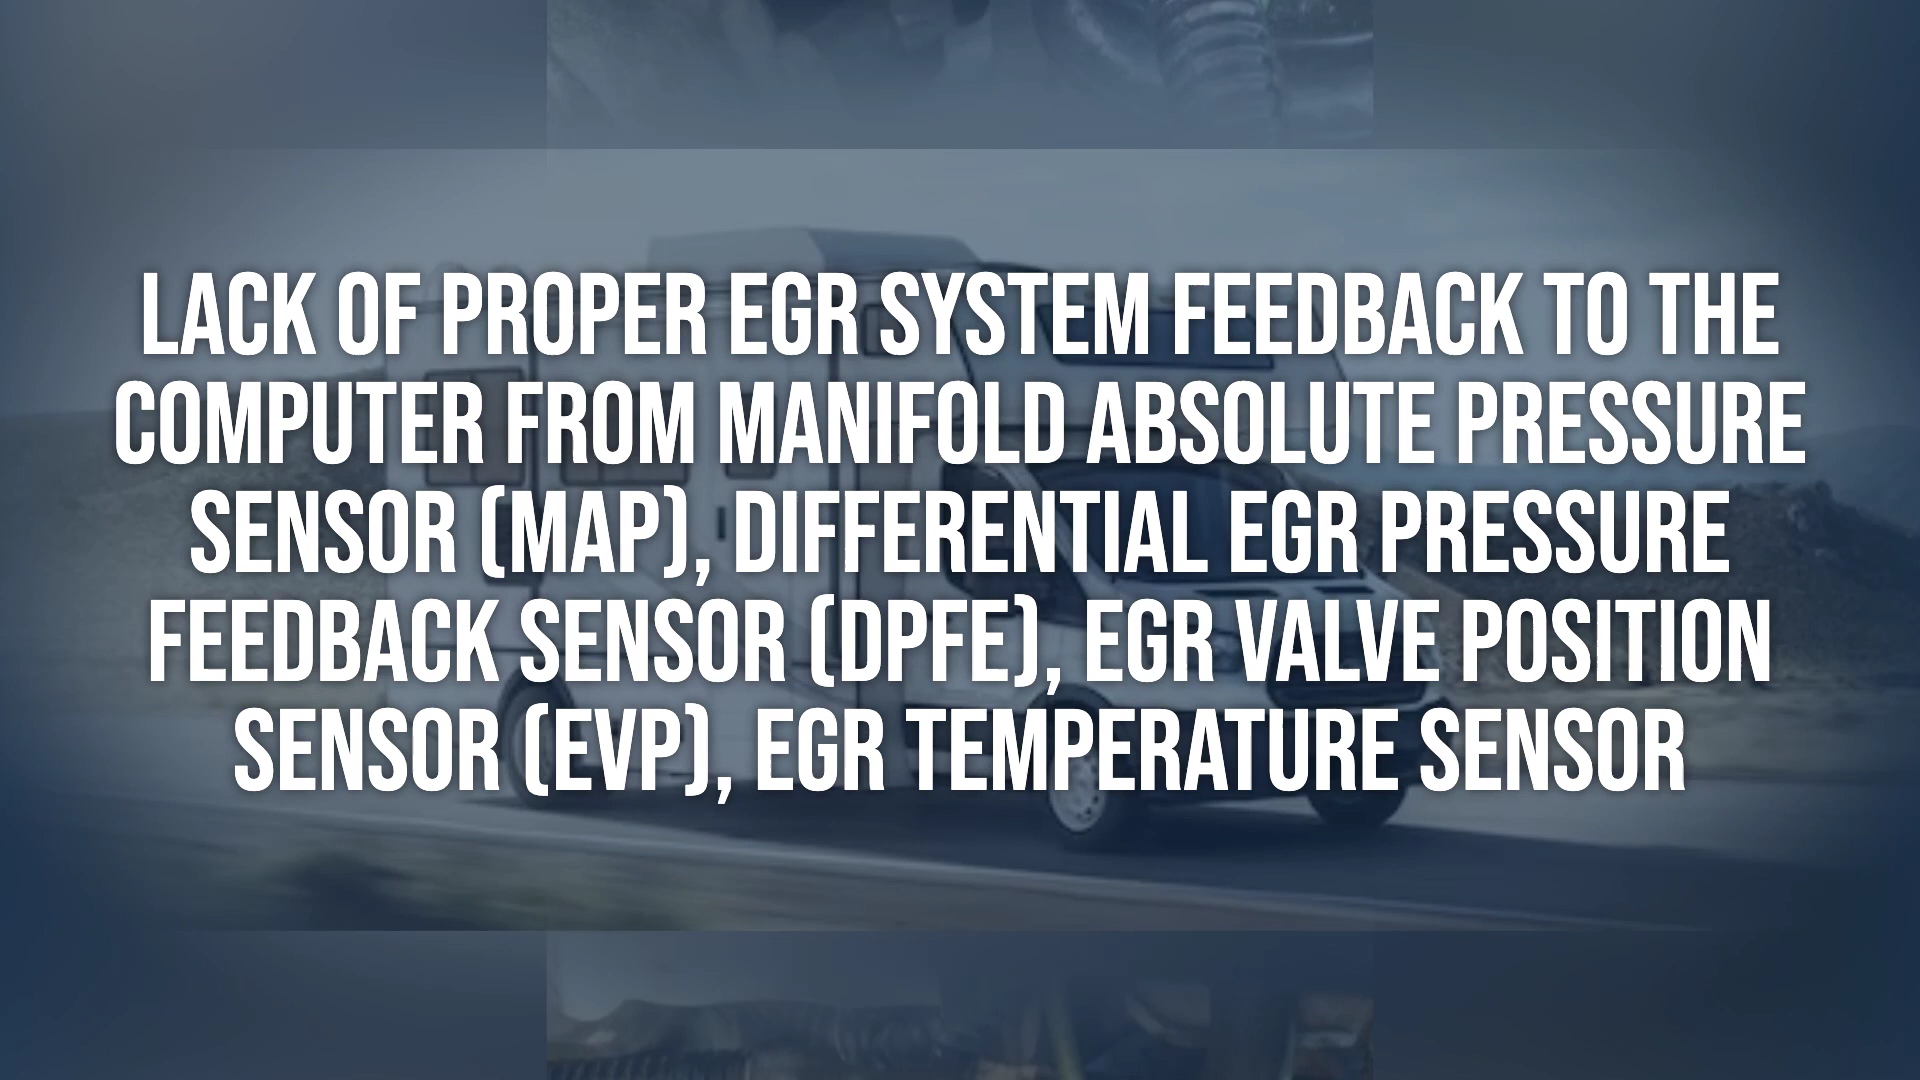 LACK OF PROPER EGR SYSTEM FEEDBACK TO THE
COMPUTER FROM MANIFOLD ABSOLUTE PRESSURE
SENSOR (MAP), DIFFERENTIAL EGR PRESSURE
FEEDBACK SENSOR (DPFE), EGR VALVE POSITION
SENSOR (EVP), EGR TEMPERATURE SENSOR